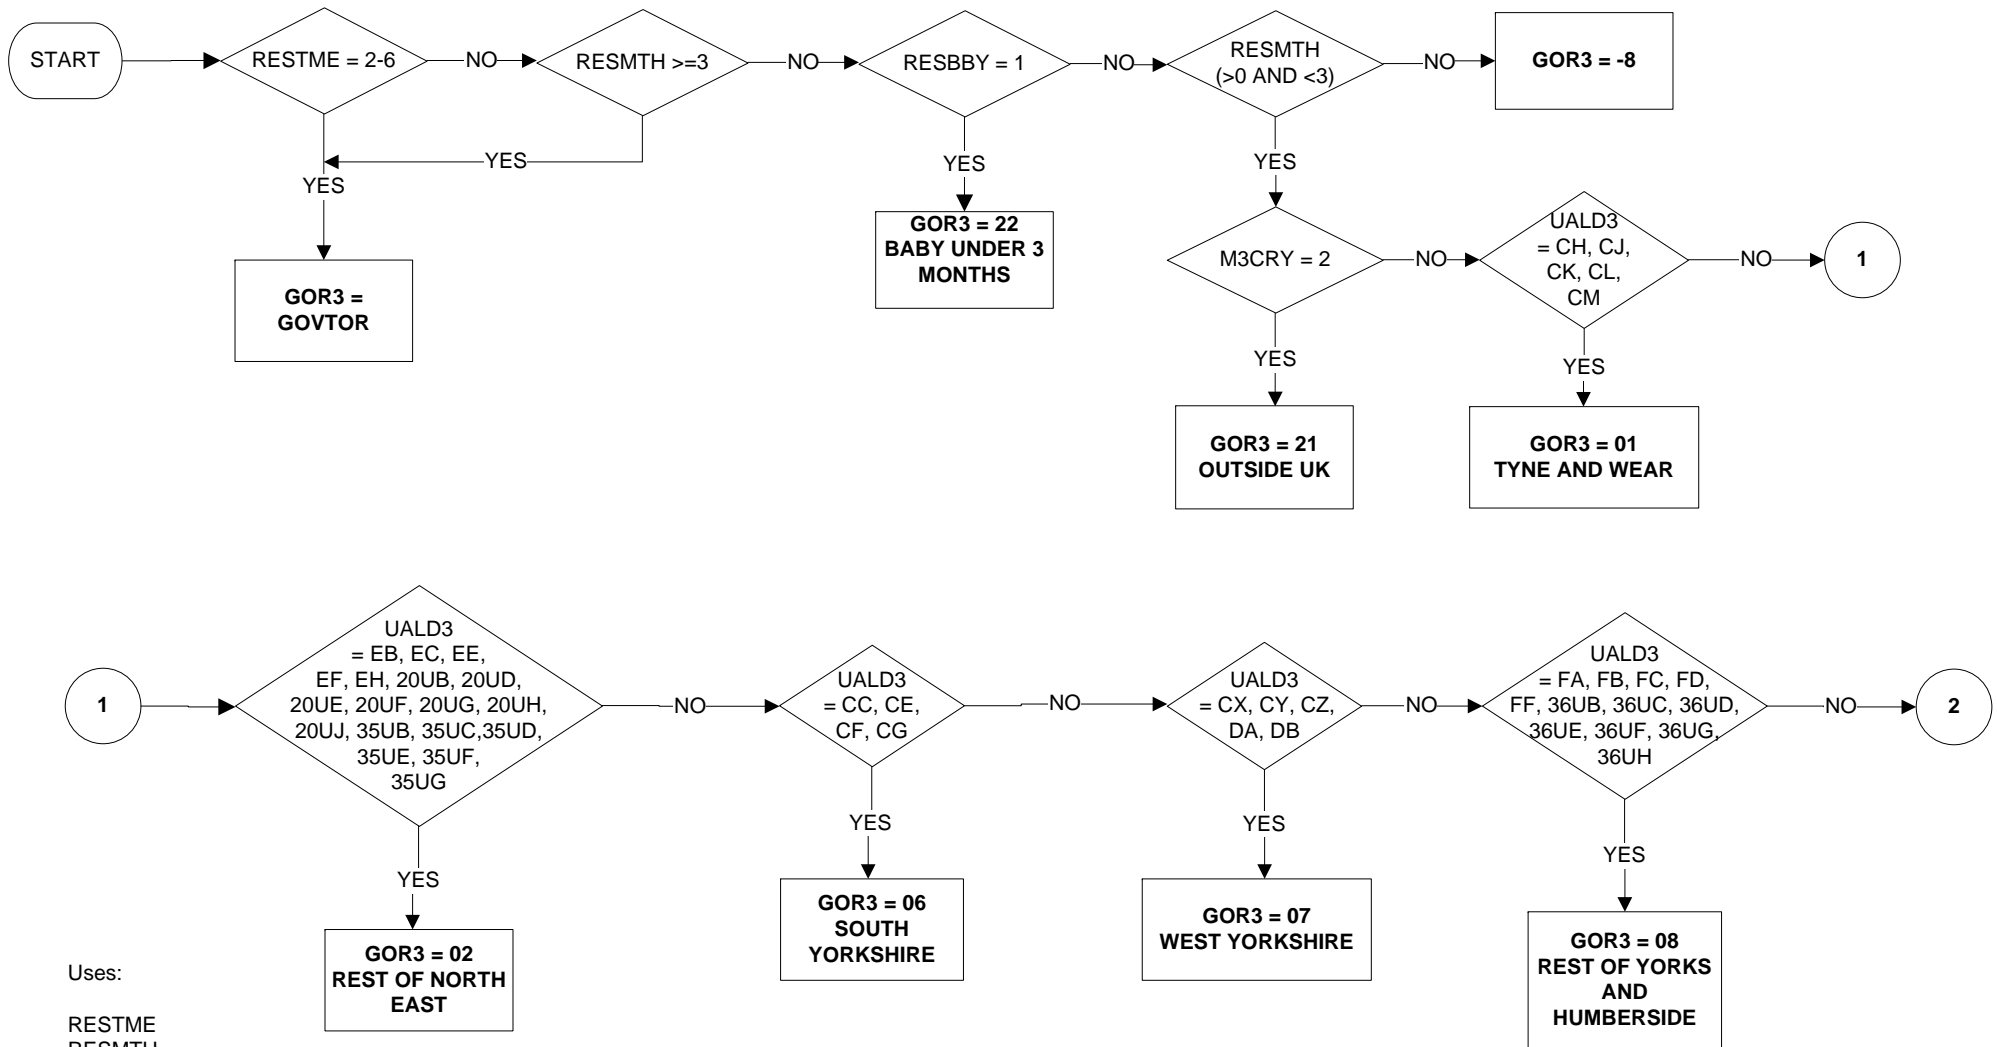 START
RESTME = 2-6
NO
RESMTH >=3
NO
RESBBY = 1
NO
RESMTH
(>0 AND <3)
NO
GOR3 = -8
YES
YES
YES
YES
GOR3 =
GOVTOR
GOR3 = 22
BABY UNDER 3
MONTHS
M3CRY = 2
NO
UALD3
= CH, CJ,
CK, CL,
CM
NO
1
YES
YES
GOR3 = 21
OUTSIDE UK
GOR3 = 01
TYNE AND WEAR
1
UALD3
= EB, EC, EE,
EF, EH, 20UB, 20UD,
20UE, 20UF, 20UG, 20UH,
20UJ, 35UB, 35UC,35UD,
35UE, 35UF,
35UG
NO
UALD3
= CC, CE,
CF, CG
NO
UALD3
= CX, CY, CZ,
DA, DB
NO
UALD3
= FA, FB, FC, FD,
FF, 36UB, 36UC, 36UD,
36UE, 36UF, 36UG,
36UH
NO
2
YES
YES
YES
YES
GOR3 = 02
REST OF NORTH
EAST
GOR3 = 06
SOUTH
YORKSHIRE
GOR3 = 07
WEST YORKSHIRE
GOR3 = 08
REST OF YORKS
AND
HUMBERSIDE
Uses:
RESTME
RESMTH